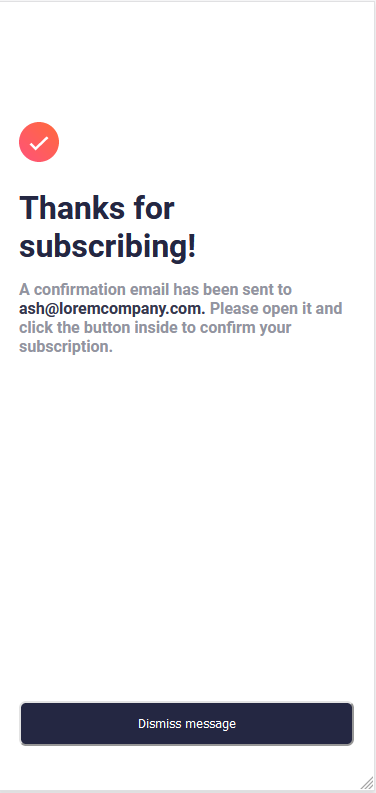 Thanks for
subscribing!
A confirmation email has been sent to
ash@loremcompany.com. Please open it and
click the button inside to confirm your
subscription.
Dismiss message